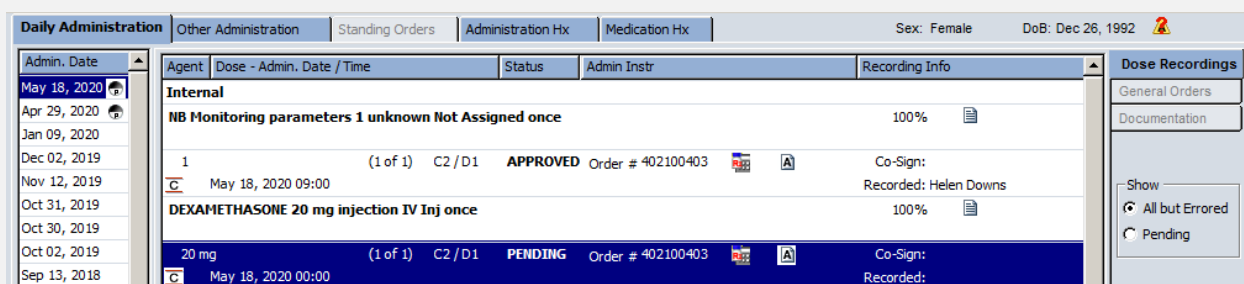 Daily Administration Other Administration Standing Orders Administration Hx Medication Hx Sex: Female DoB: Dec 26, 1992
Admin. Date
May 18, 2020
Apr 29, 2020
Jan 09, 2020
Dec 02, 2019
Nov 12, 2019
Oct 31, 2019
Oct 30, 2019
Oct 02, 2019
Sep 13, 2018
Agent Dose - Admin. Date / Time Status Admin Instr Recording Info
Internal
NB Monitoring parameters 1 unknown Not Assigned once 100%
1 (1 of 1) C2 / D1 APPROVED Order # 402100403 Co-Sign:
C May 18, 2020 09:00 Recorded: Helen Downs
DEXAMETHASONE 20 mg injection IV Inj once 100%
20 mg (1 of 1) C2 / D1 PENDING Order # 402100403 Co-Sign:
C May 18, 2020 00:00 Recorded:
Dose Recordings
General Orders
Documentation
Show
All but Errored
Pending